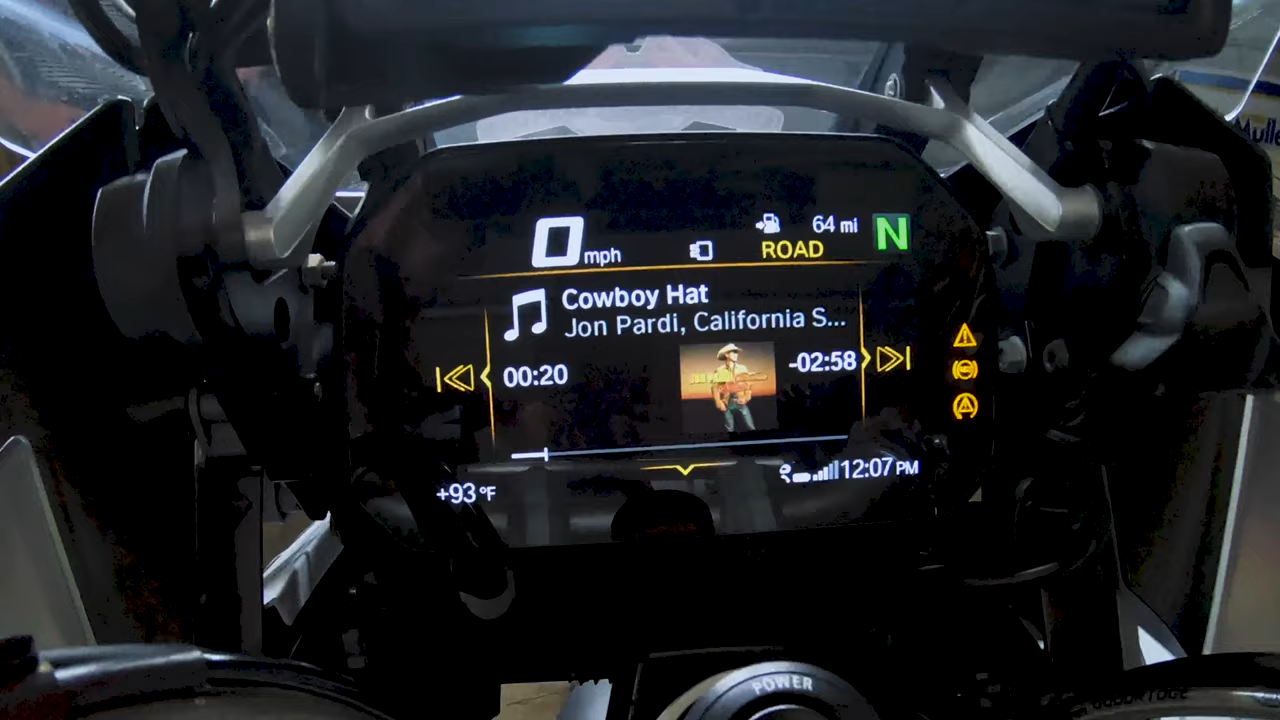 0 mph
64 mi
N
ROAD
Cowboy Hat
Jon Pardi, California S...
00:20
-02:58
+93 °F
12:07 PM
POWER